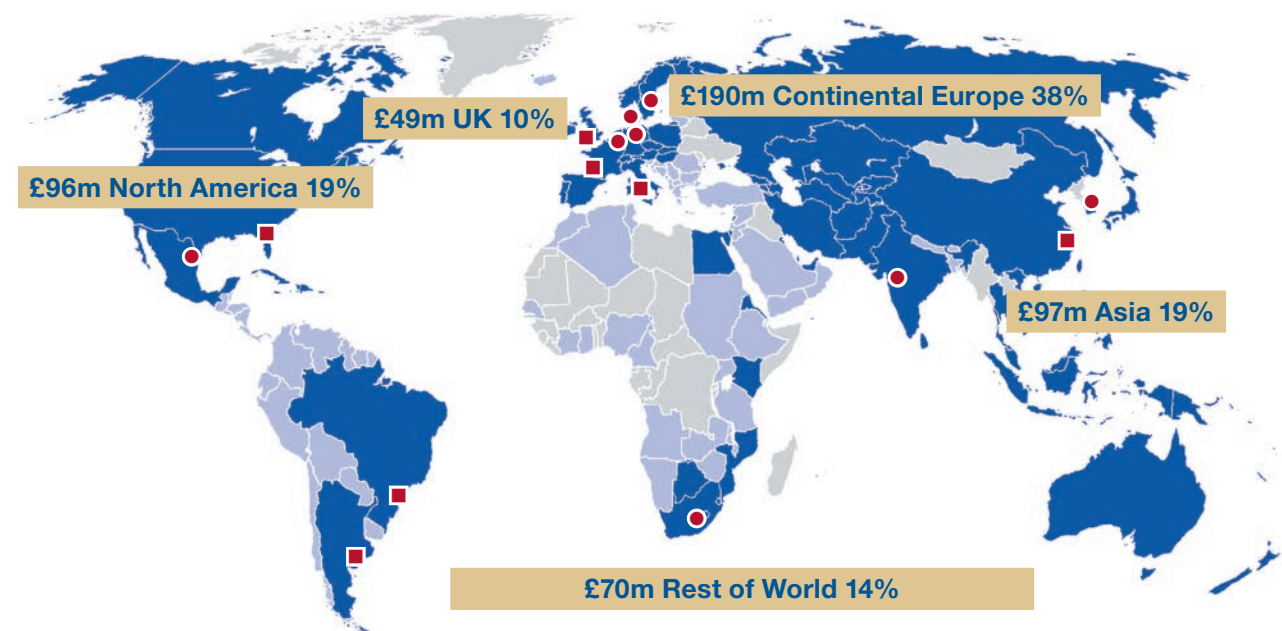 £190m Continental Europe 38%
£49m UK 10%
£96m North America 19%
£97m Asia 19%
£70m Rest of World 14%